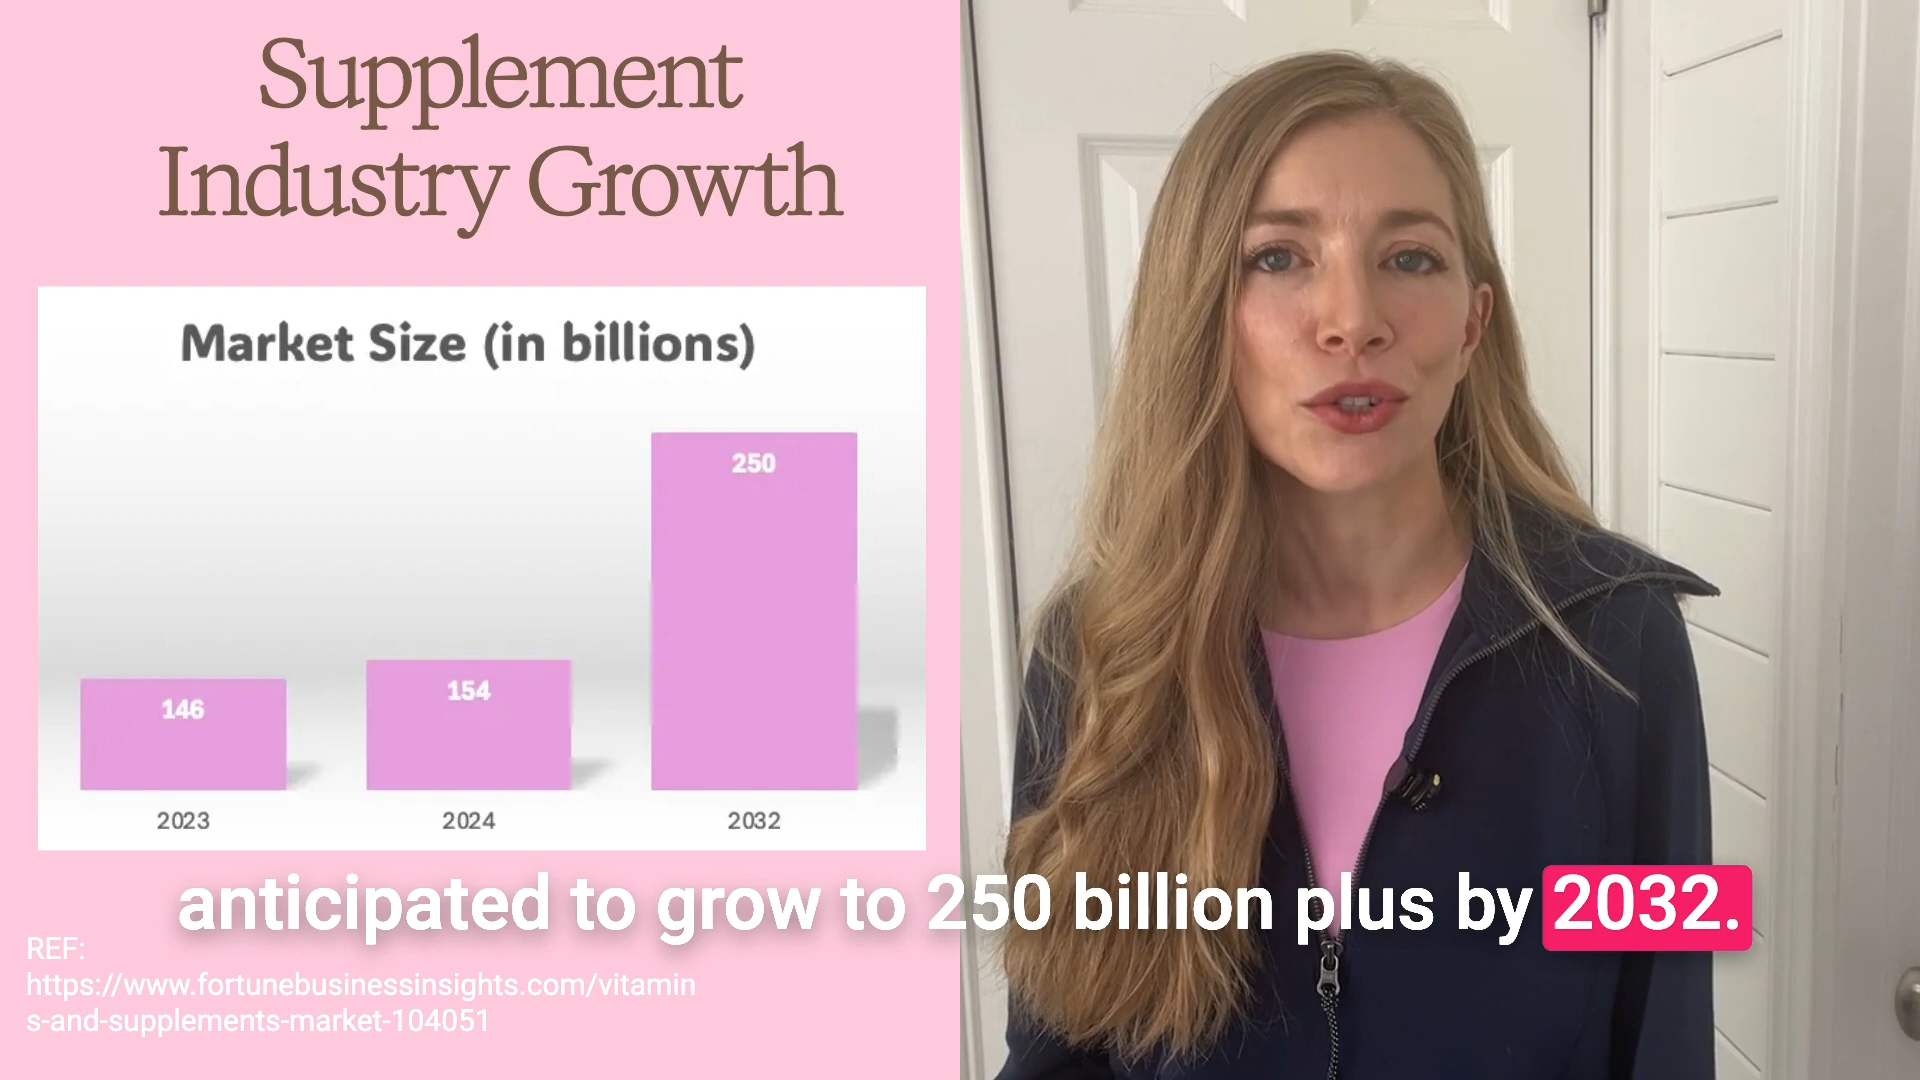 Supplement
Industry Growth
Market Size (in billions)
250
146
154
2023
2024
2032
anticipated to grow to 250 billion plus by 2032.
REF:
https://www.fortunebusinessinsights.com/vitamin
s-and-supplements-market-104051